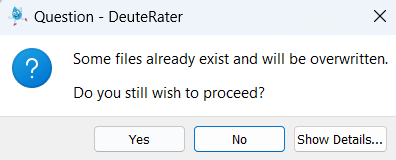 Question - DeuteRater
Some files already exist and will be overwritten.
Do you still wish to proceed?
Yes
No
Show Details...